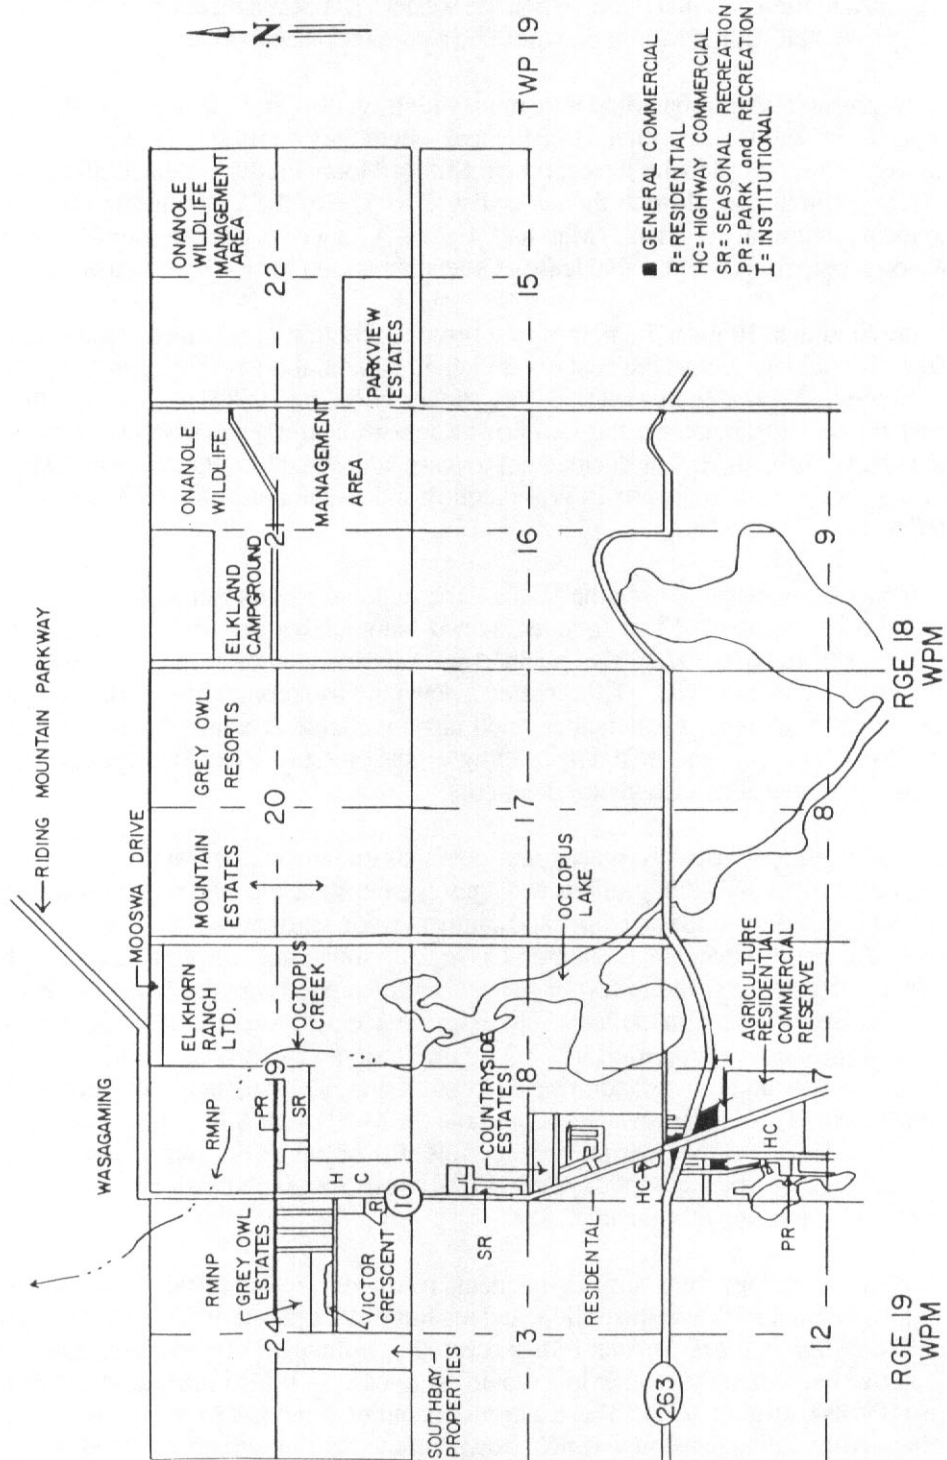 RIDING MOUNTAIN PARKWAY
N
WASAGAMING
MOOSWA DRIVE
RMNP
RMNP
ELKHORN
RANCH
LTD.
MOUNTAIN
ESTATES
GREY OWL
RESORTS
ELKLAND
CAMPGROUND
ONANOLE
WILDLIFE
MANAGEMENT
AREA
ONANOLE
WILDLIFE
MANAGEMENT
AREA
GREY OWL
ESTATES
24
PR
SR
19
OCTOPUS
CREEK
20
21
22
H C
R
VICTOR
CRESCENT
10
PARKVIEW
ESTATES
SOUTHBAY
PROPERTIES
SR
COUNTRYSIDE
ESTATES
13
18
17
16
15
TWP 19
RESIDENTAL
OCTOPUS
LAKE
263
HC
I
HC
PR
AGRICULTURE
RESIDENTIAL
COMMERCIAL
RESERVE
12
7
8
9
RGE 19
WPM
RGE 18
WPM
■ GENERAL COMMERCIAL
R= RESIDENTIAL
HC= HIGHWAY COMMERCIAL
SR= SEASONAL RECREATION
PR= PARK and RECREATION
I= INSTITUTIONAL